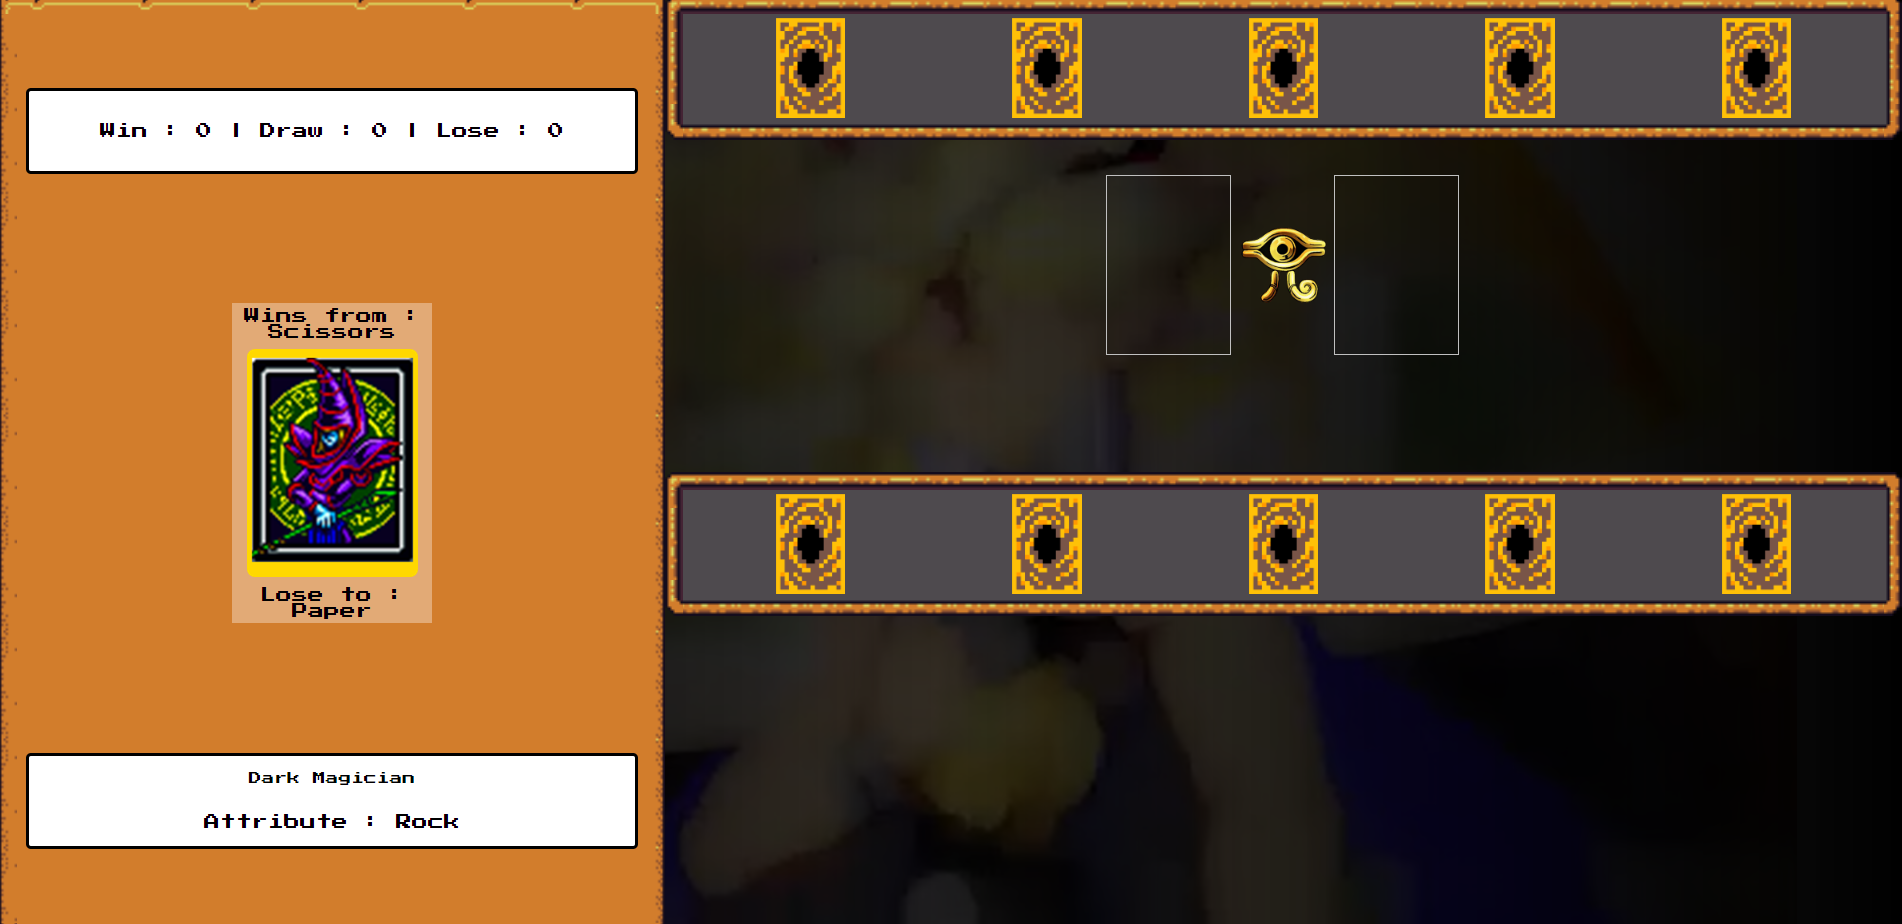 Win : 0 | Draw : 0 | Lose : 0
Wins from :
Scissors
Lose to :
Paper
Dark Magician
Attribute : Rock